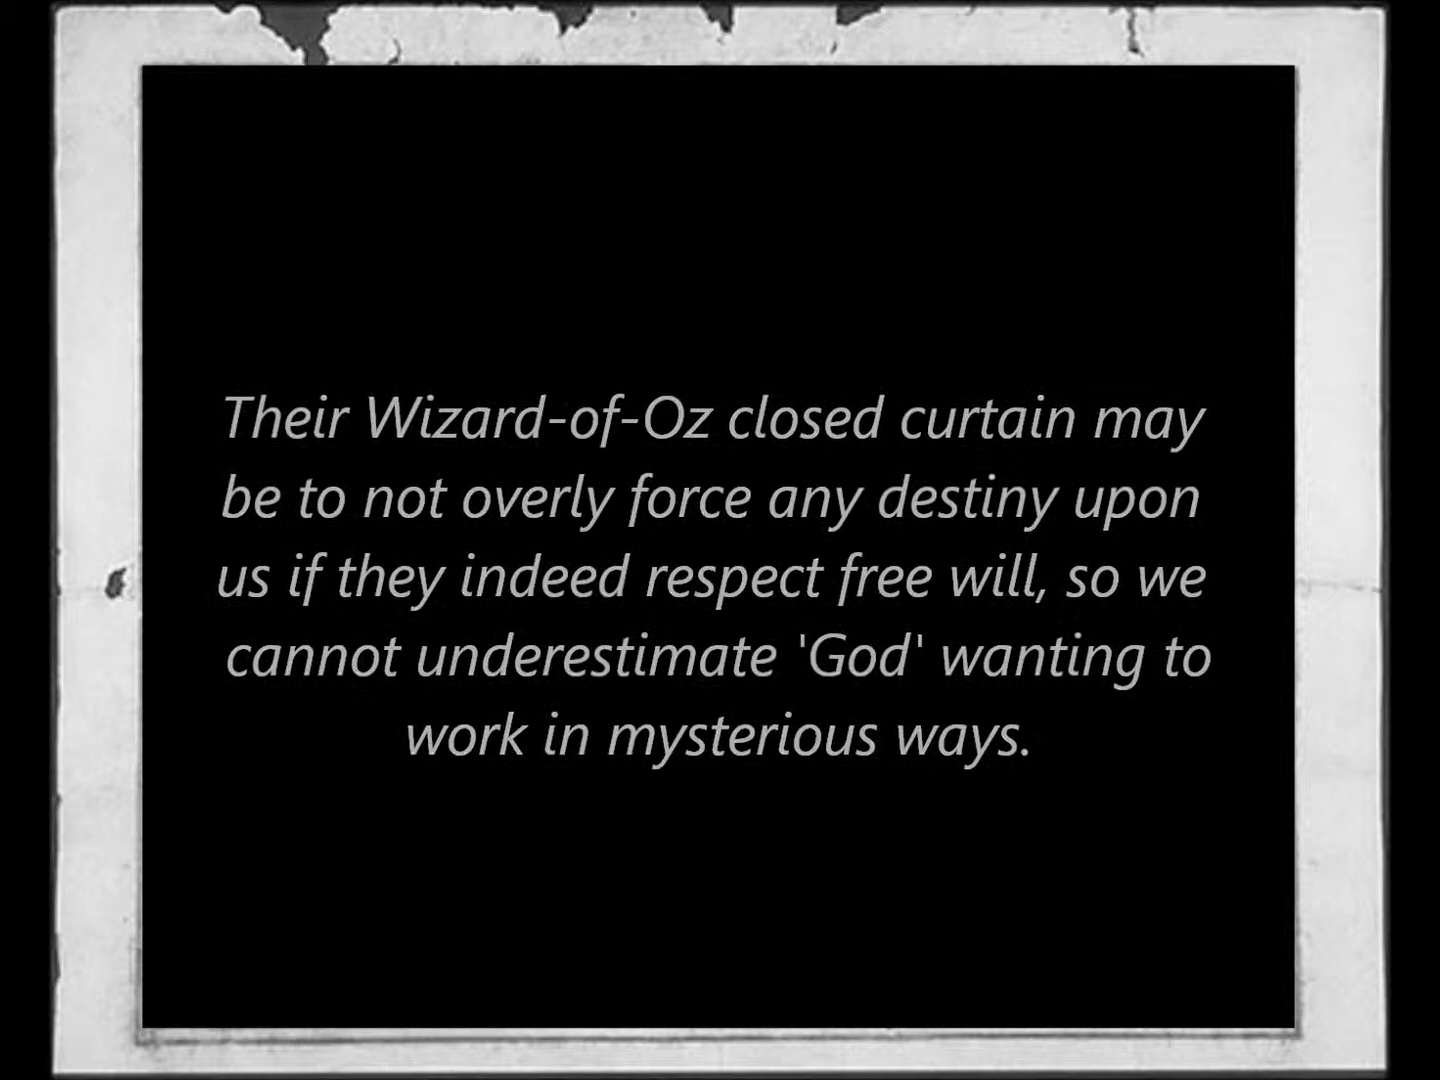 Their Wizard-of-Oz closed curtain may
be to not overly force any destiny upon
us if they indeed respect free will, so we
cannot underestimate 'God' wanting to
work in mysterious ways.